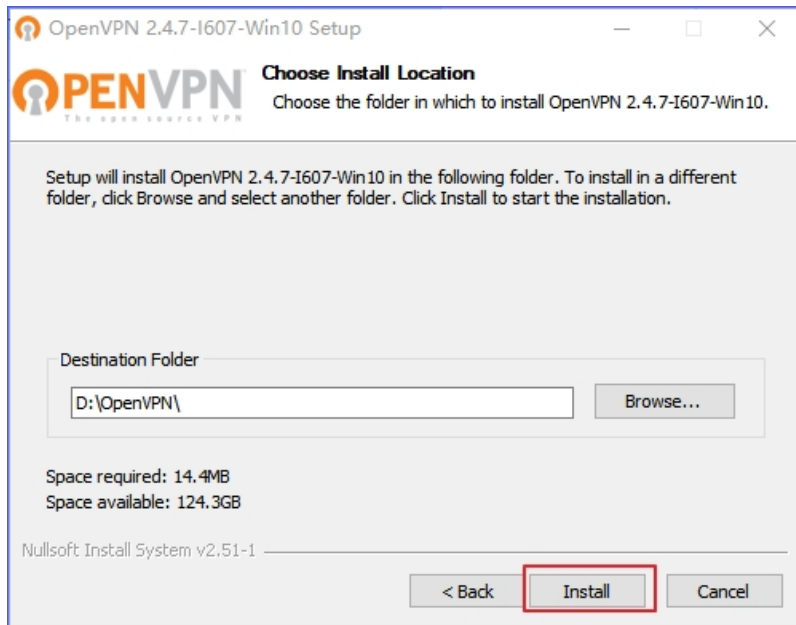 OpenVPN 2.4.7-I607-Win10 Setup
OPENVPN
The open source VPN
Choose Install Location
Choose the folder in which to install OpenVPN 2.4.7-I607-Win10.
Setup will install OpenVPN 2.4.7-I607-Win10 in the following folder. To install in a different
folder, click Browse and select another folder. Click Install to start the installation.
Destination Folder
D:\OpenVPN\
Browse...
Space required: 14.4MB
Space available: 124.3GB
Nullsoft Install System v2.51-1
< Back
Install
Cancel